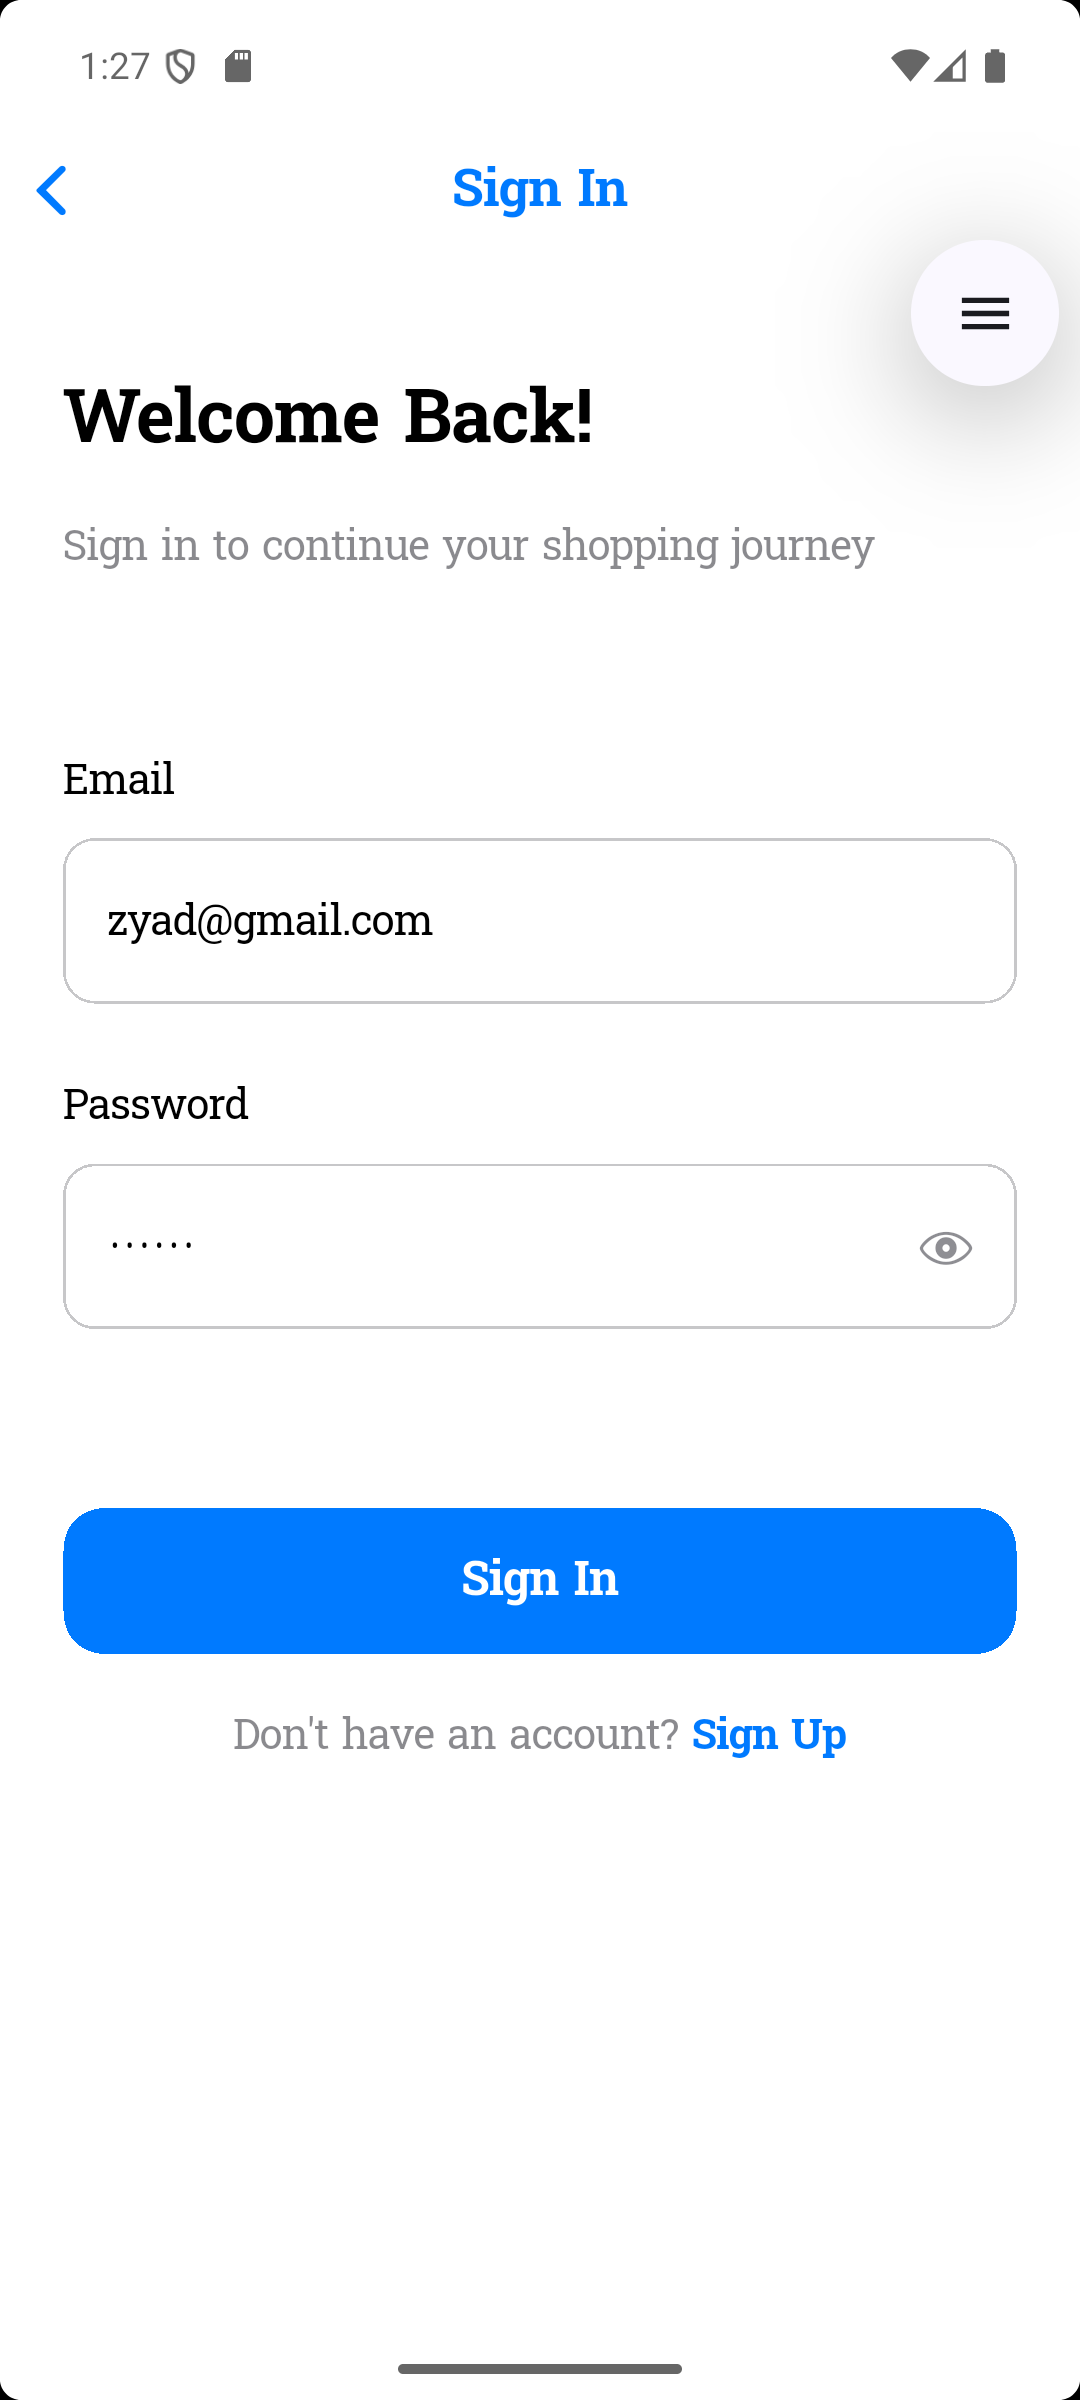 1:27
Sign In
Welcome Back!
Sign in to continue your shopping journey
Email
zyad@gmail.com
Password
······
Sign In
Don't have an account? Sign Up